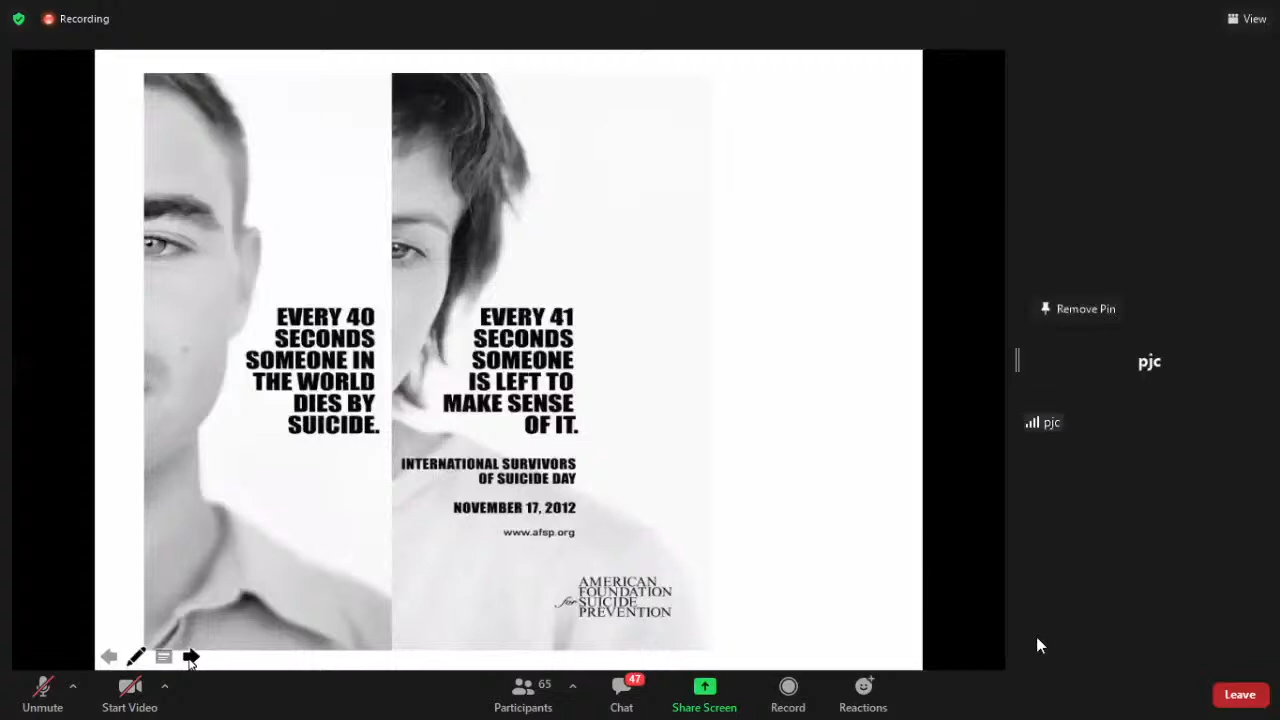 Recording
View
EVERY 40
SECONDS
SOMEONE IN
THE WORLD
DIES BY
SUICIDE.
EVERY 41
SECONDS
SOMEONE
IS LEFT TO
MAKE SENSE
OF IT.
INTERNATIONAL SURVIVORS
OF SUICIDE DAY
NOVEMBER 17, 2012
www.afsp.org
AMERICAN
FOUNDATION
for SUICIDE
PREVENTION
Remove Pin
pjc
pjc
Unmute
Start Video
65
Participants
47
Chat
Share Screen
Record
Reactions
Leave